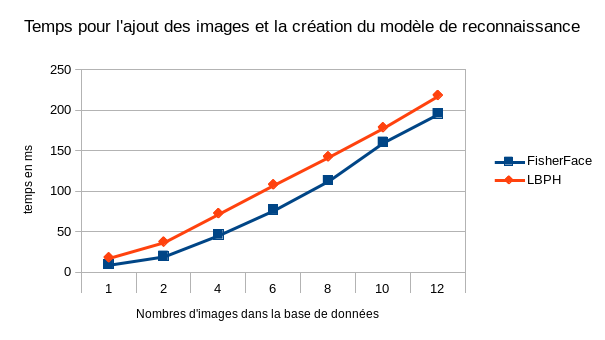 Temps pour l'ajout des images et la création du modèle de reconnaissance
250
200
150
100
50
0
temps en ms
1 2 4 6 8 10 12
Nombres d'images dans la base de données
FisherFace
LBPH